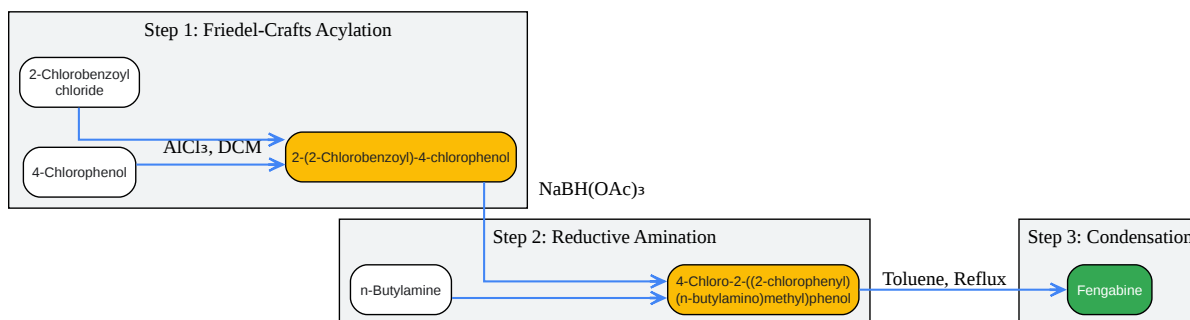 Step 1: Friedel-Crafts Acylation
2-Chlorobenzoyl
chloride
AlCl₃, DCM
4-Chlorophenol
2-(2-Chlorobenzoyl)-4-chlorophenol
NaBH(OAc)₃
Step 2: Reductive Amination
n-Butylamine
4-Chloro-2-((2-chlorophenyl)
(n-butylamino)methyl)phenol
Toluene, Reflux
Step 3: Condensation
Fengabine